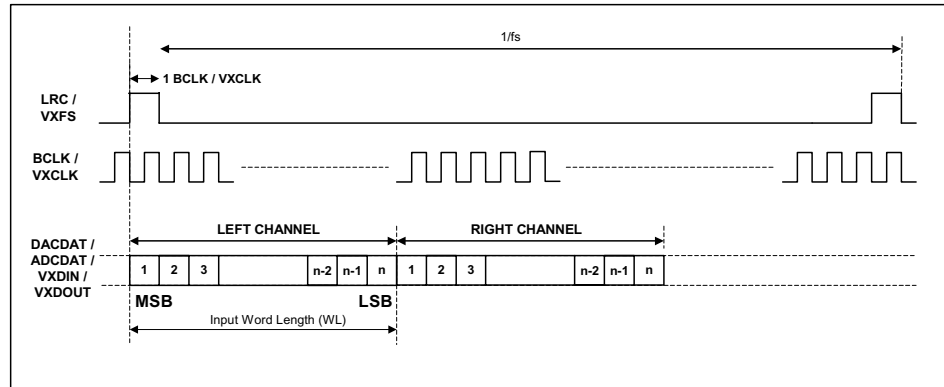 1/fs
1 BCLK / VXCLK
LRC /
VXFS
BCLK /
VXCLK
LEFT CHANNEL
RIGHT CHANNEL
DACDAT /
ADCDAT /
VXDIN /
VXDOUT
1 2 3 n-2 n-1 n 1 2 3 n-2 n-1 n
MSB LSB
Input Word Length (WL)